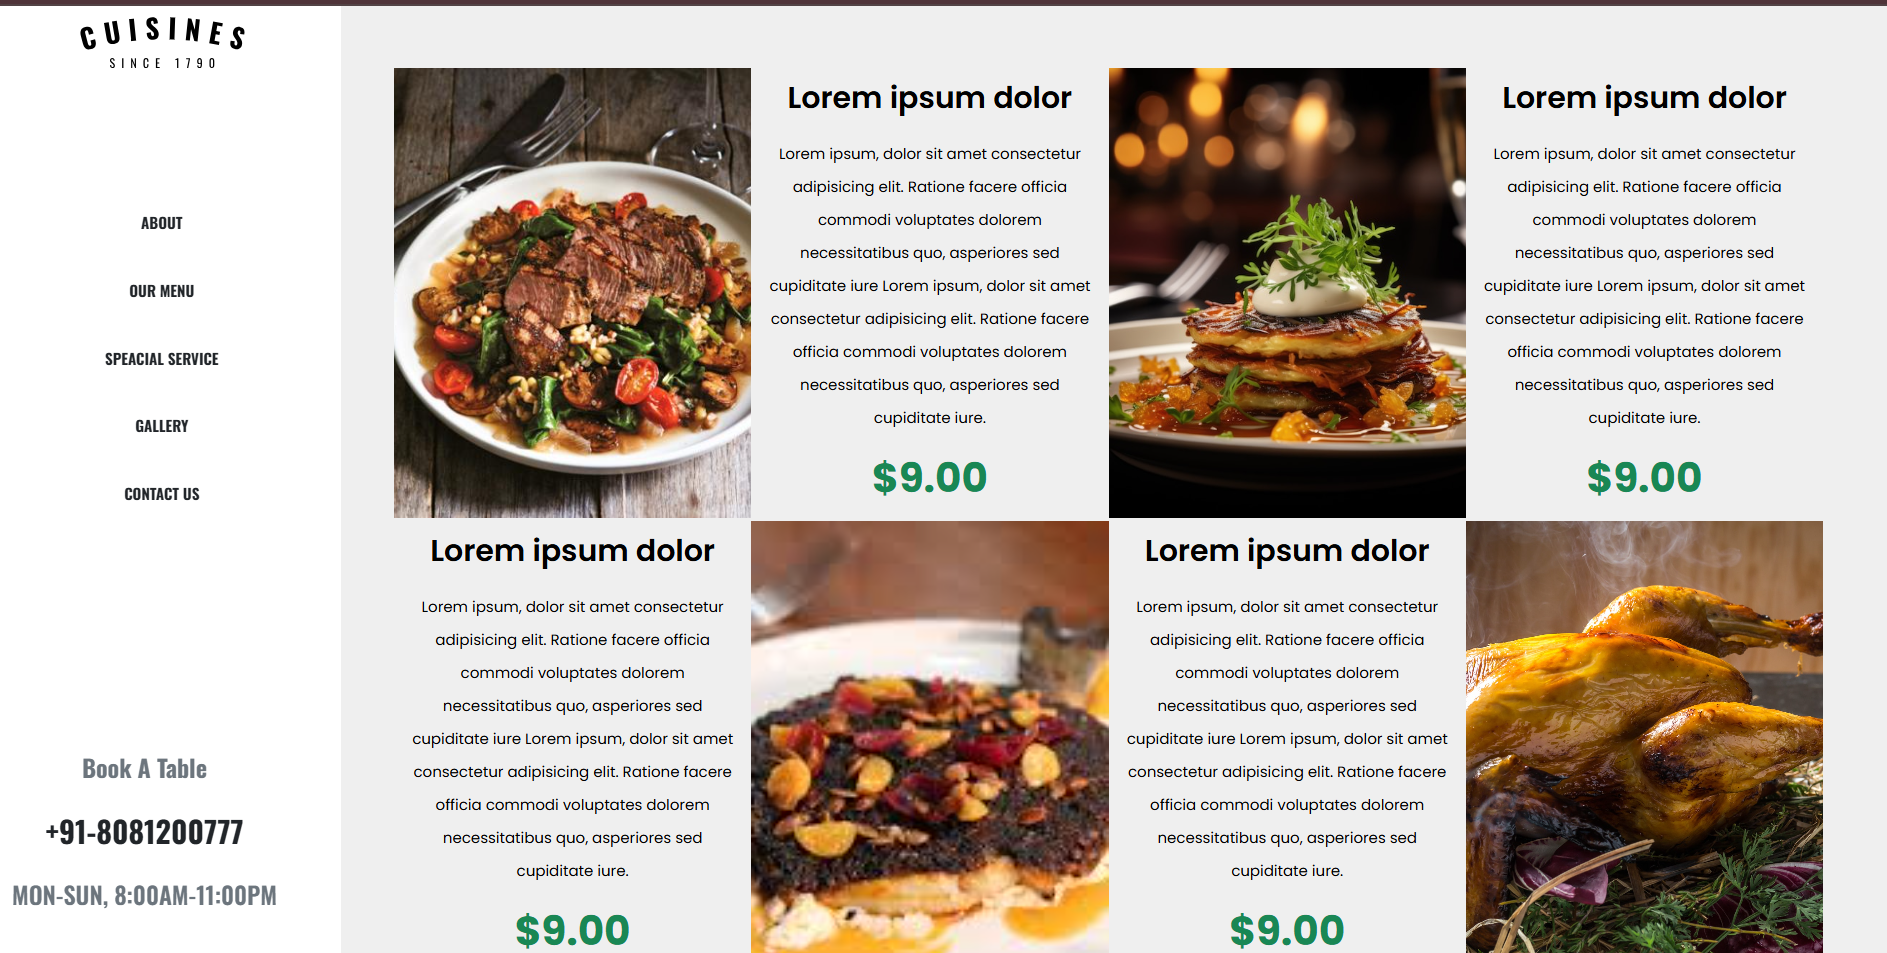 CUISINES
SINCE 1790
ABOUT
OUR MENU
SPEACIAL SERVICE
GALLERY
CONTACT US
Book A Table
+91-8081200777
MON-SUN, 8:00AM-11:00PM
Lorem ipsum dolor
Lorem ipsum, dolor sit amet consectetur
adipisicing elit. Ratione facere officia
commodi voluptates dolorem
necessitatibus quo, asperiores sed
cupiditate iure Lorem ipsum, dolor sit amet
consectetur adipisicing elit. Ratione facere
officia commodi voluptates dolorem
necessitatibus quo, asperiores sed
cupiditate iure.
$9.00
Lorem ipsum dolor
Lorem ipsum, dolor sit amet consectetur
adipisicing elit. Ratione facere officia
commodi voluptates dolorem
necessitatibus quo, asperiores sed
cupiditate iure Lorem ipsum, dolor sit amet
consectetur adipisicing elit. Ratione facere
officia commodi voluptates dolorem
necessitatibus quo, asperiores sed
cupiditate iure.
$9.00
Lorem ipsum dolor
Lorem ipsum, dolor sit amet consectetur
adipisicing elit. Ratione facere officia
commodi voluptates dolorem
necessitatibus quo, asperiores sed
cupiditate iure Lorem ipsum, dolor sit amet
consectetur adipisicing elit. Ratione facere
officia commodi voluptates dolorem
necessitatibus quo, asperiores sed
cupiditate iure.
$9.00
Lorem ipsum dolor
Lorem ipsum, dolor sit amet consectetur
adipisicing elit. Ratione facere officia
commodi voluptates dolorem
necessitatibus quo, asperiores sed
cupiditate iure Lorem ipsum, dolor sit amet
consectetur adipisicing elit. Ratione facere
officia commodi voluptates dolorem
necessitatibus quo, asperiores sed
cupiditate iure.
$9.00